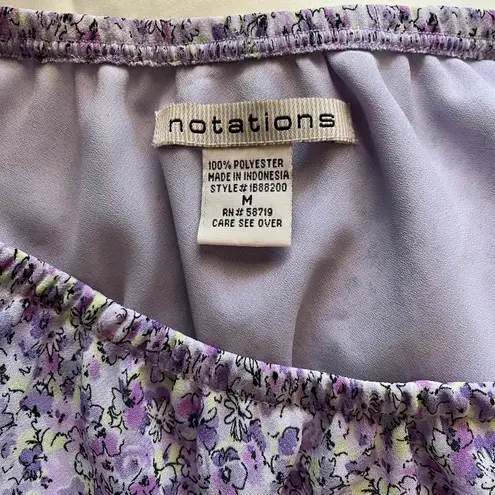 notations
100% POLYESTER
MADE IN INDONESIA
STYLE# 1B88200
M
RN# 58719
CARE SEE OVER